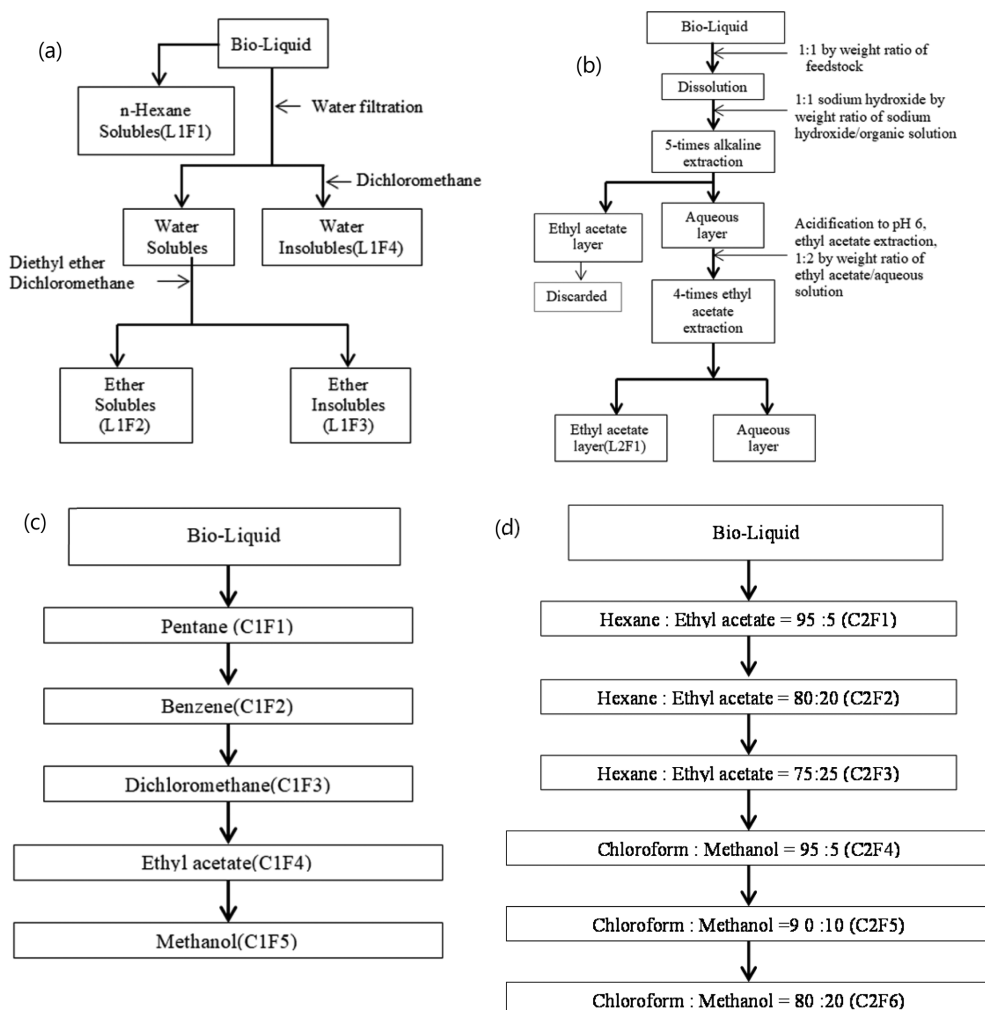 (a)
Bio-Liquid
n-Hexane
Solubles(L1F1)
Water filtration
Dichloromethane
Water
Solubles
Water
Insolubles(L1F4)
Diethyl ether
Dichloromethane
Ether
Solubles
(L1F2)
Ether
Insolubles
(L1F3)
(b)
Bio-Liquid
1:1 by weight ratio of
feedstock
Dissolution
1:1 sodium hydroxide by
weight ratio of sodium
hydroxide/organic solution
5-times alkaline
extraction
Ethyl acetate
layer
Aqueous
layer
Discarded
Acidification to pH 6,
ethyl acetate extraction,
1:2 by weight ratio of
ethyl acetate/aqueous
solution
4-times ethyl
acetate
extraction
Ethyl acetate
layer(L2F1)
Aqueous
layer
(c)
Bio-Liquid
Pentane (C1F1)
Benzene(C1F2)
Dichloromethane(C1F3)
Ethyl acetate(C1F4)
Methanol(C1F5)
(d)
Bio-Liquid
Hexane : Ethyl acetate = 95 :5 (C2F1)
Hexane : Ethyl acetate = 80:20 (C2F2)
Hexane : Ethyl acetate = 75:25 (C2F3)
Chloroform : Methanol = 95 :5 (C2F4)
Chloroform : Methanol =9 0 :10 (C2F5)
Chloroform : Methanol = 80 :20 (C2F6)